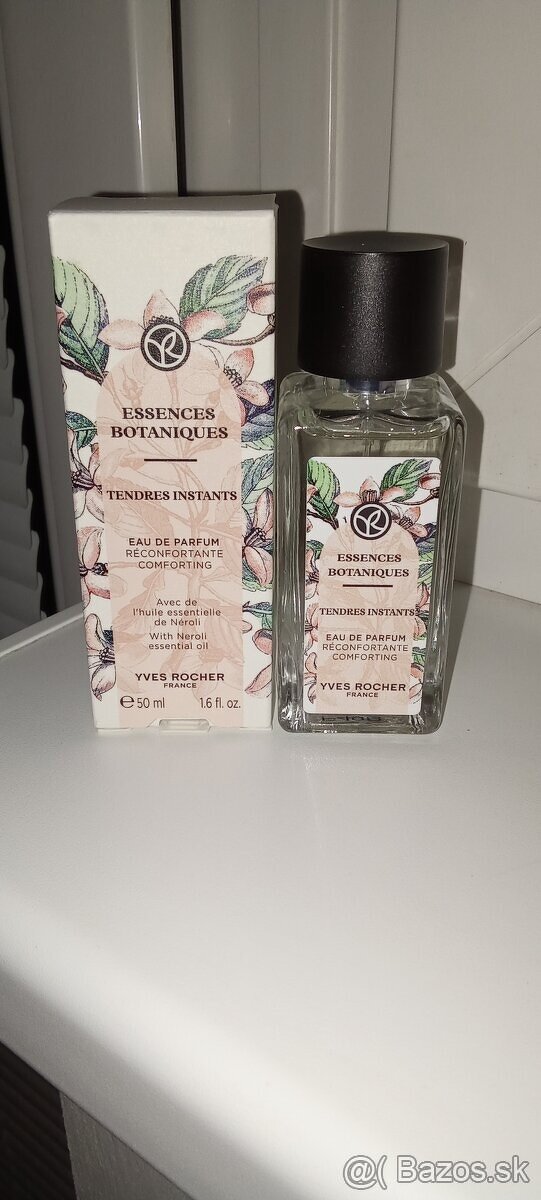 ESSENCES
BOTANIQUES
TENDRES INSTANTS
EAU DE PARFUM
RÉCONFORTANTE
COMFORTING
Avec de
l'huile essentielle
de Néroli
With Neroli
essential oil
YVES ROCHER
FRANCE
℮ 50 ml 1.6 fl. oz.
ESSENCES
BOTANIQUES
TENDRES INSTANTS
EAU DE PARFUM
RÉCONFORTANTE
COMFORTING
YVES ROCHER
FRANCE
@( Bazos.sk